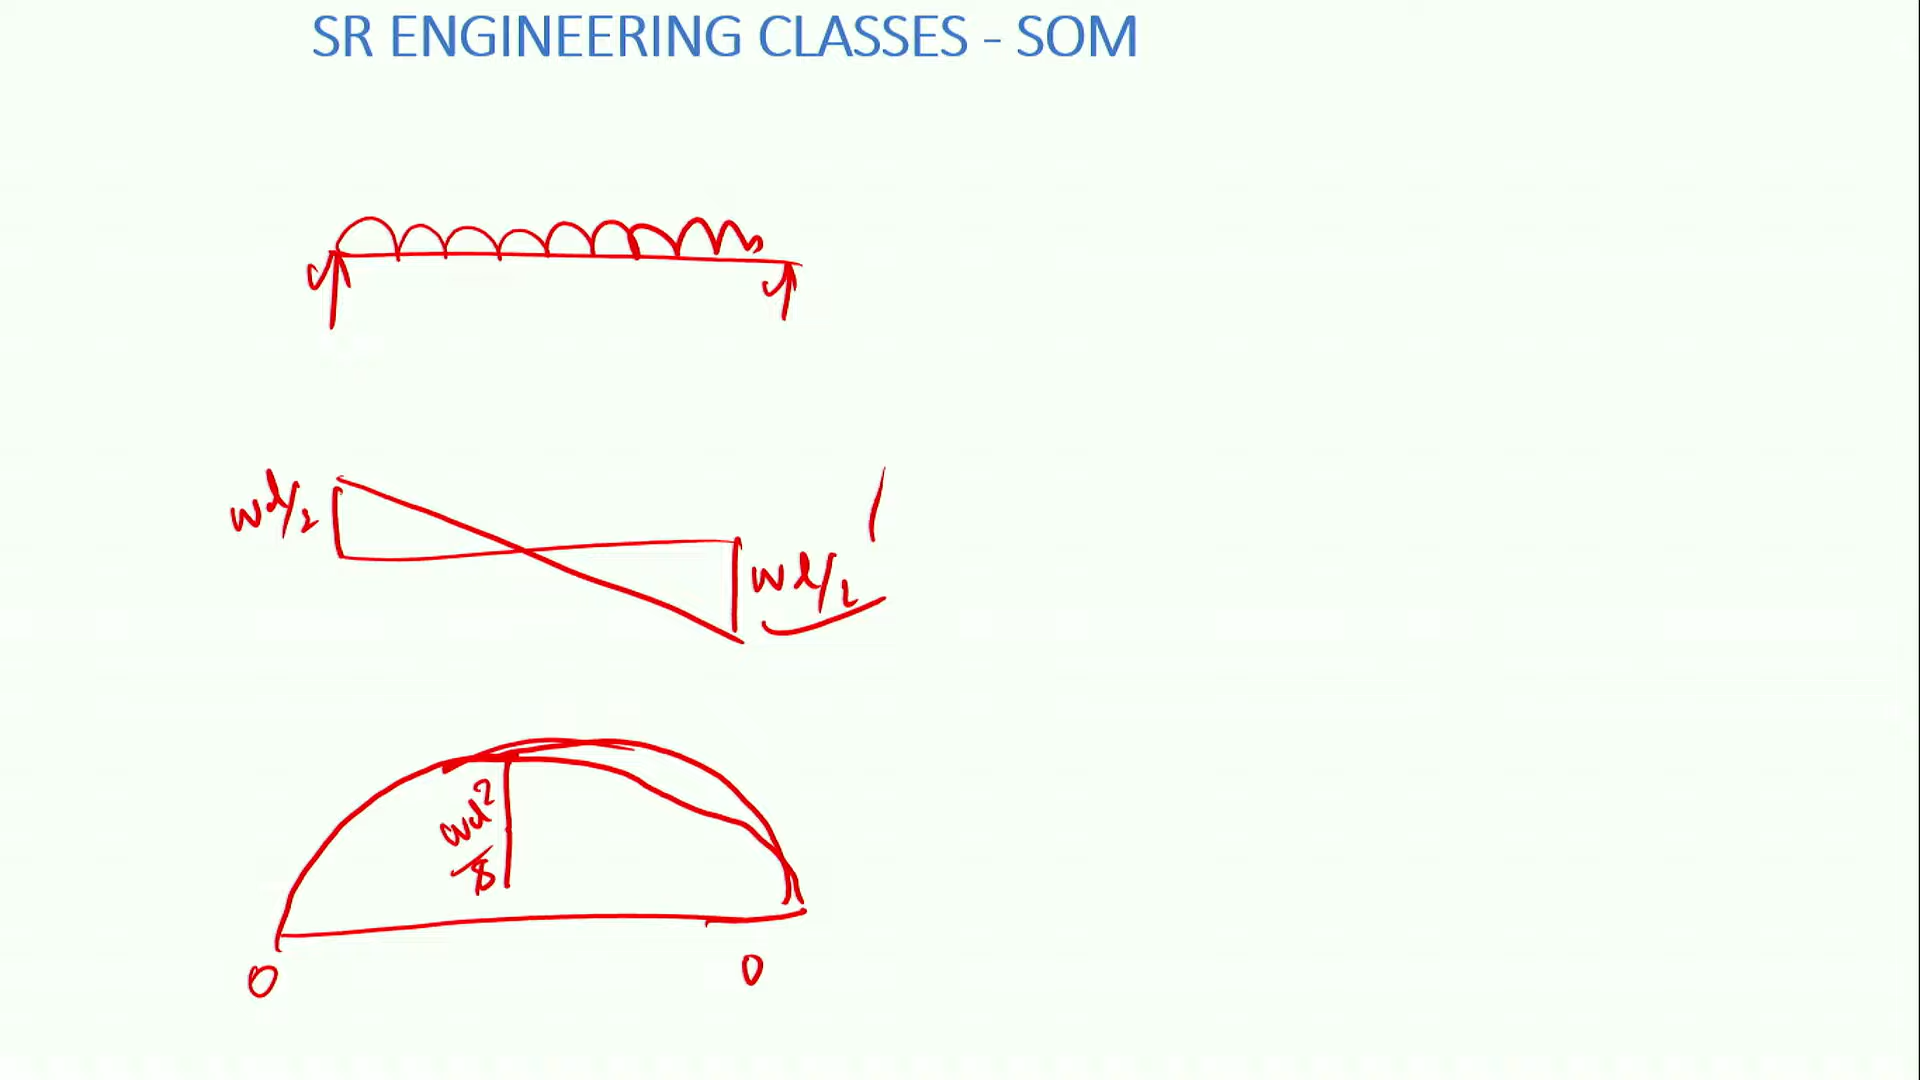 SR ENGINEERING CLASSES - SOM
wl/2
wl/2
wl²/8
0 0